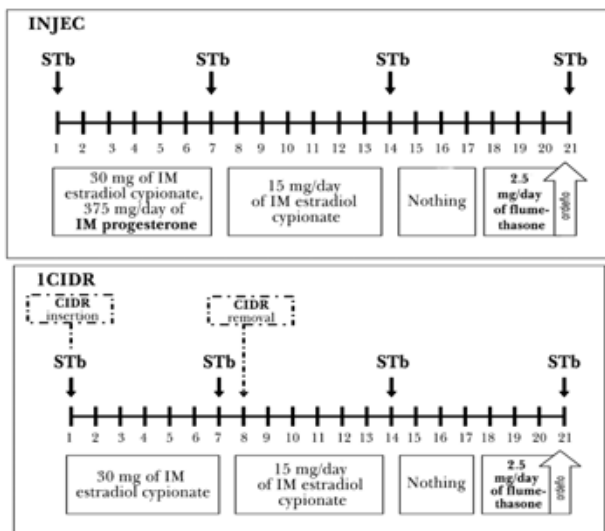 INJEC
STb STb STb STb
1 2 3 4 5 6 7 8 9 10 11 12 13 14 15 16 17 18 19 20 21
30 mg of IM
estradiol cypionate,
375 mg/day of
IM progesterone
15 mg/day
of IM estradiol
cypionate
Nothing
2.5
mg/day
of flume-
thasone
ordeño
1CIDR
CIDR
insertion
CIDR
removal
STb STb STb STb
1 2 3 4 5 6 7 8 9 10 11 12 13 14 15 16 17 18 19 20 21
30 mg of IM
estradiol cypionate
15 mg/day
of IM estradiol
cypionate
Nothing
2.5
mg/day
of flume-
thasone
ordeño